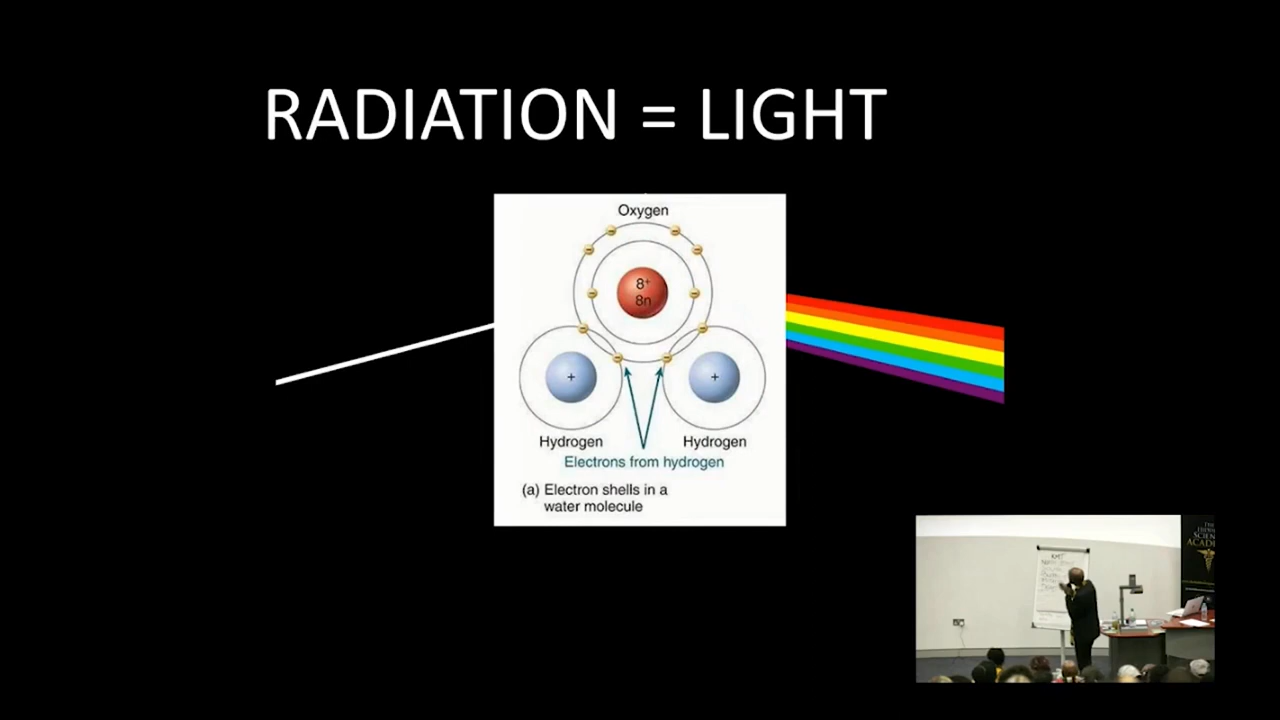 RADIATION = LIGHT
Oxygen
8+
8n
+
+
Hydrogen
Hydrogen
Electrons from hydrogen
(a) Electron shells in a
water molecule